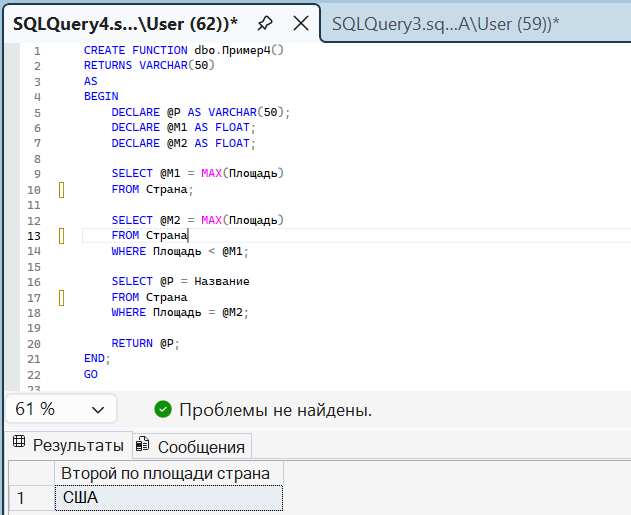 SQLQuery4.s...\User (62))*
SQLQuery3.sq...A\User (59))*
1 CREATE FUNCTION dbo.Пример4()
2 RETURNS VARCHAR(50)
3 AS
4 BEGIN
5 DECLARE @P AS VARCHAR(50);
6 DECLARE @M1 AS FLOAT;
7 DECLARE @M2 AS FLOAT;
8
9 SELECT @M1 = MAX(Площадь)
10 FROM Страна;
11
12 SELECT @M2 = MAX(Площадь)
13 FROM Страна
14 WHERE Площадь < @M1;
15
16 SELECT @P = Название
17 FROM Страна
18 WHERE Площадь = @M2;
19
20 RETURN @P;
21 END;
22 GO
23
61 %
Проблемы не найдены.
Результаты Сообщения
Второй по площади страна
1 США